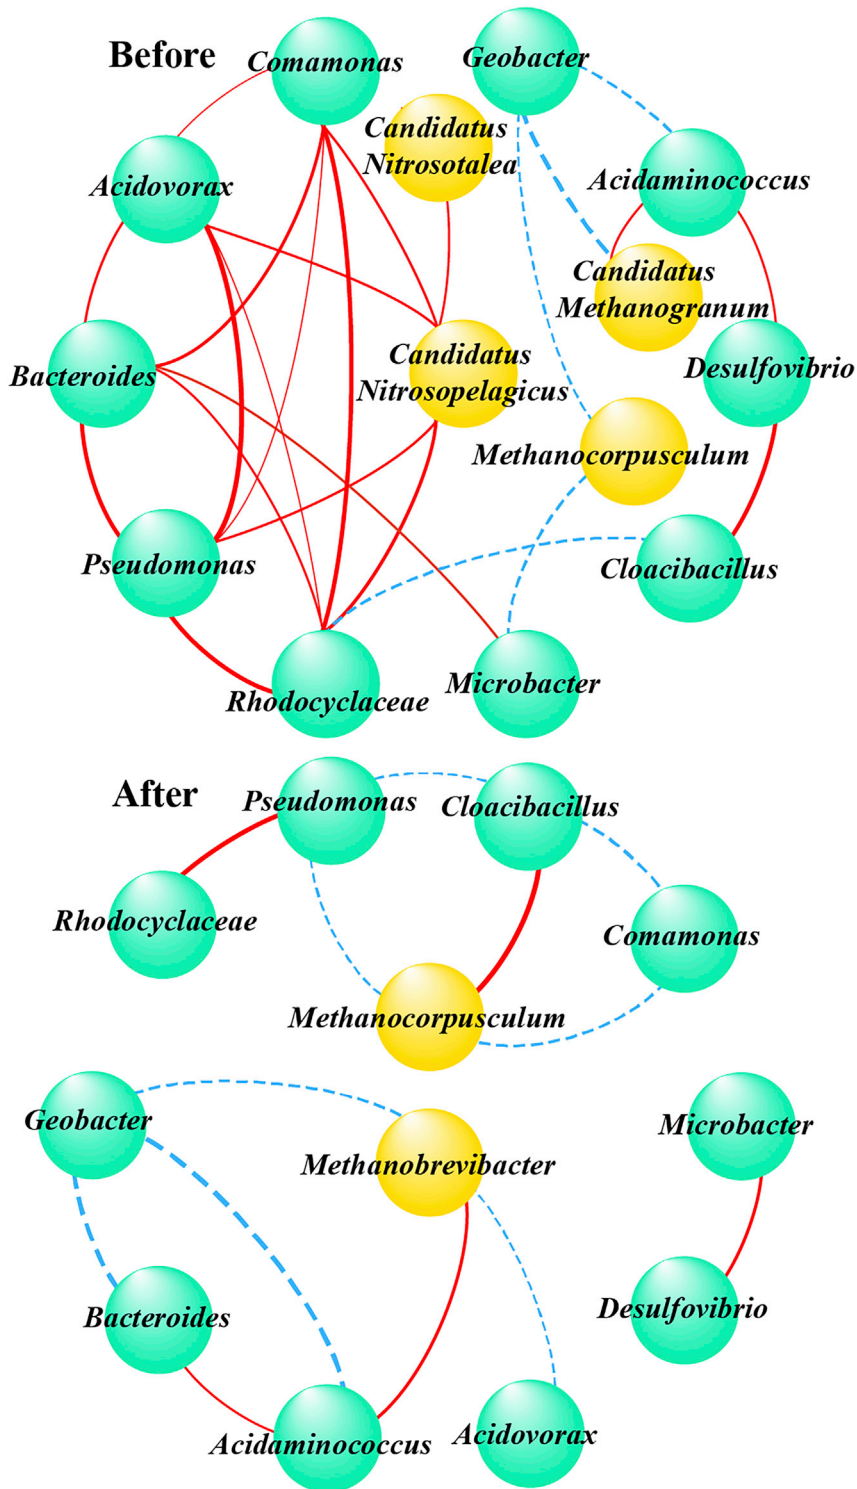 Before
Comamonas
Geobacter
Candidatus
Nitrosotalea
Acidovorax
Acidaminococcus
Candidatus
Methanogranum
Bacteroides
Candidatus
Nitrosopelagicus
Desulfovibrio
Methanocorpusculum
Pseudomonas
Cloacibacillus
Rhodocyclaceae
Microbacter
After
Pseudomonas
Cloacibacillus
Rhodocyclaceae
Comamonas
Methanocorpusculum
Geobacter
Methanobrevibacter
Microbacter
Bacteroides
Desulfovibrio
Acidaminococcus
Acidovorax